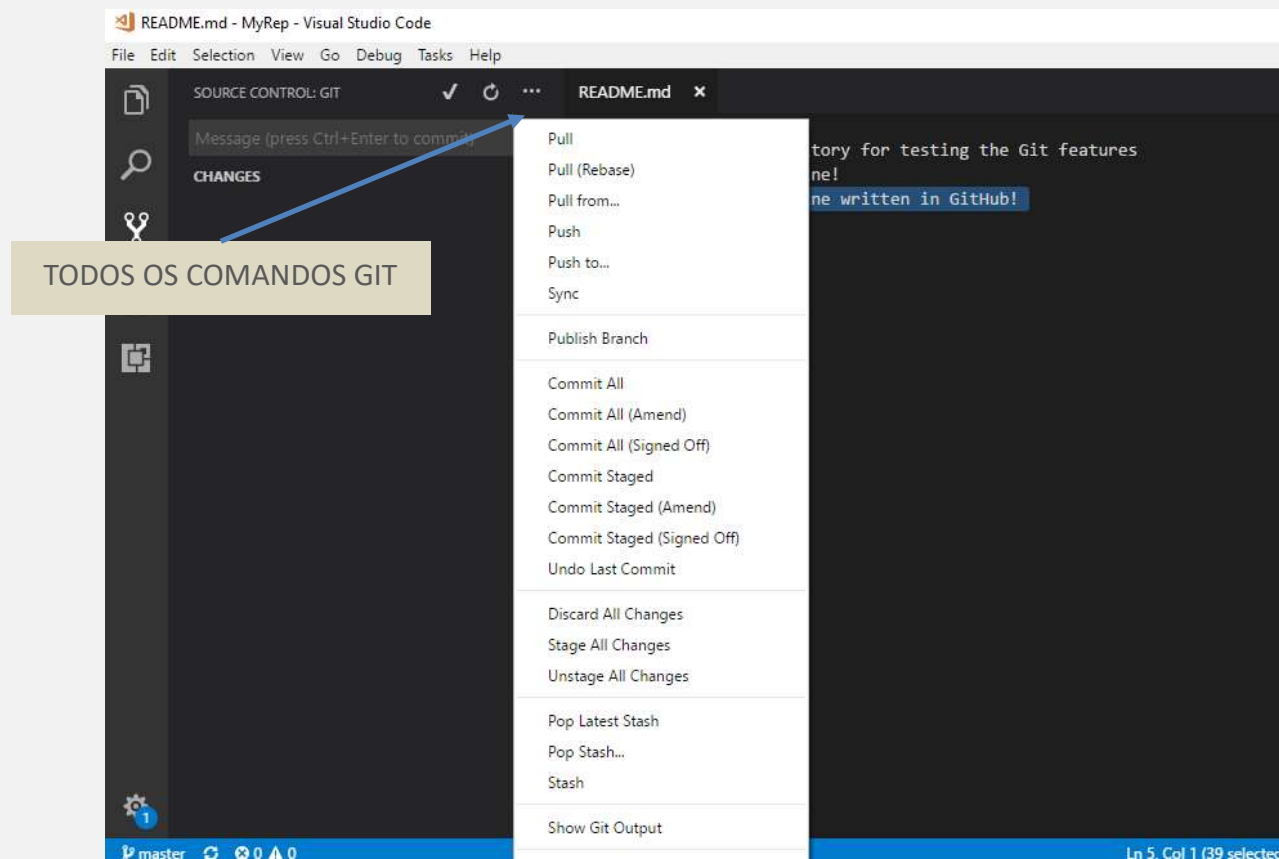 README.md - MyRep - Visual Studio Code
File Edit Selection View Go Debug Tasks Help
SOURCE CONTROL: GIT
README.md
Message (press Ctrl+Enter to commit)
CHANGES
tory for testing the Git features
ne!
ne written in GitHub!
TODOS OS COMANDOS GIT
Pull
Pull (Rebase)
Pull from...
Push
Push to...
Sync
Publish Branch
Commit All
Commit All (Amend)
Commit All (Signed Off)
Commit Staged
Commit Staged (Amend)
Commit Staged (Signed Off)
Undo Last Commit
Discard All Changes
Stage All Changes
Unstage All Changes
Pop Latest Stash
Pop Stash...
Stash
Show Git Output
1
master 0 0
Ln 5, Col 1 (39 selected